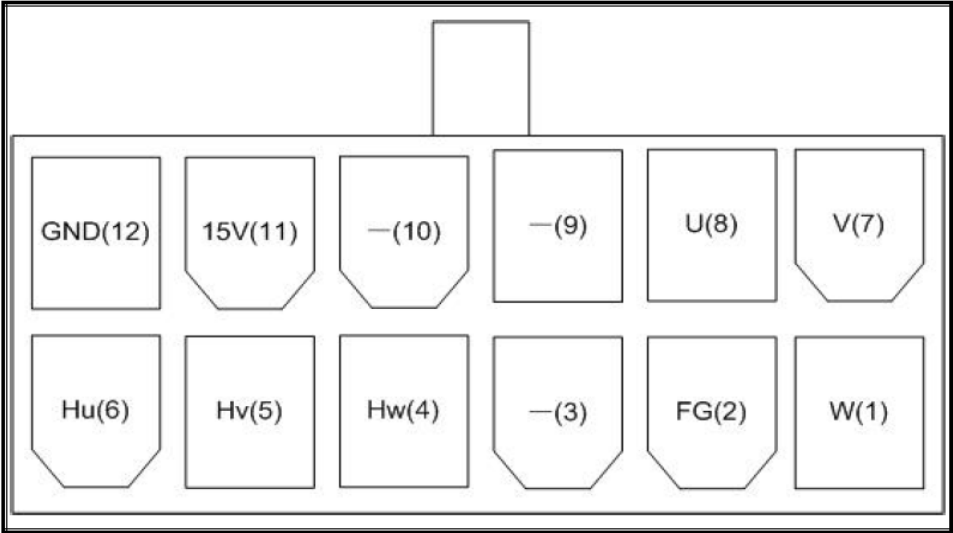 GND(12) 15V(11) —(10) —(9) U(8) V(7)
Hu(6) Hv(5) Hw(4) —(3) FG(2) W(1)